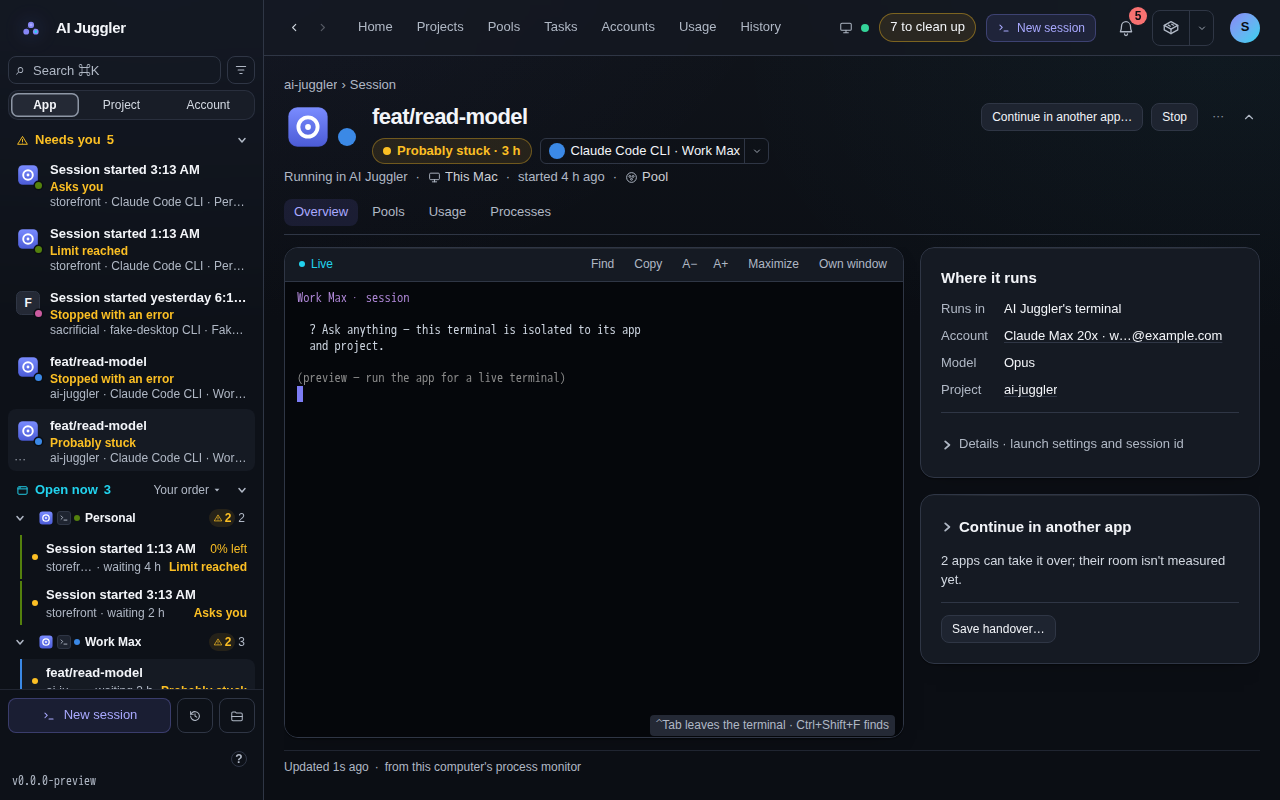 AI Juggler
Search ⌘K
App Project Account
Needs you 5
Session started 3:13 AM
Asks you
storefront · Claude Code CLI · Per…
Session started 1:13 AM
Limit reached
storefront · Claude Code CLI · Per…
F
Session started yesterday 6:1…
Stopped with an error
sacrificial · fake-desktop CLI · Fak…
feat/read-model
Stopped with an error
ai-juggler · Claude Code CLI · Wor…
feat/read-model
Probably stuck
ai-juggler · Claude Code CLI · Wor…
Open now 3 Your order
Personal 2 2
Session started 1:13 AM 0% left
storefr… · waiting 4 h Limit reached
Session started 3:13 AM
storefront · waiting 2 h Asks you
Work Max 2 3
feat/read-model
New session
?
v0.0.0-preview
Home Projects Pools Tasks Accounts Usage History
7 to clean up
New session
5
S
ai-juggler › Session
feat/read-model
Continue in another app… Stop ···
Probably stuck · 3 h
Claude Code CLI · Work Max
Running in AI Juggler · This Mac · started 4 h ago · Pool
Overview Pools Usage Processes
Live Find Copy A− A+ Maximize Own window
Work Max · session
? Ask anything — this terminal is isolated to its app
and project.
(preview — run the app for a live terminal)
^Tab leaves the terminal · Ctrl+Shift+F finds
Where it runs
Runs in AI Juggler's terminal
Account Claude Max 20x · w…@example.com
Model Opus
Project ai-juggler
Details · launch settings and session id
Continue in another app
2 apps can take it over; their room isn't measured
yet.
Save handover…
Updated 1s ago · from this computer's process monitor